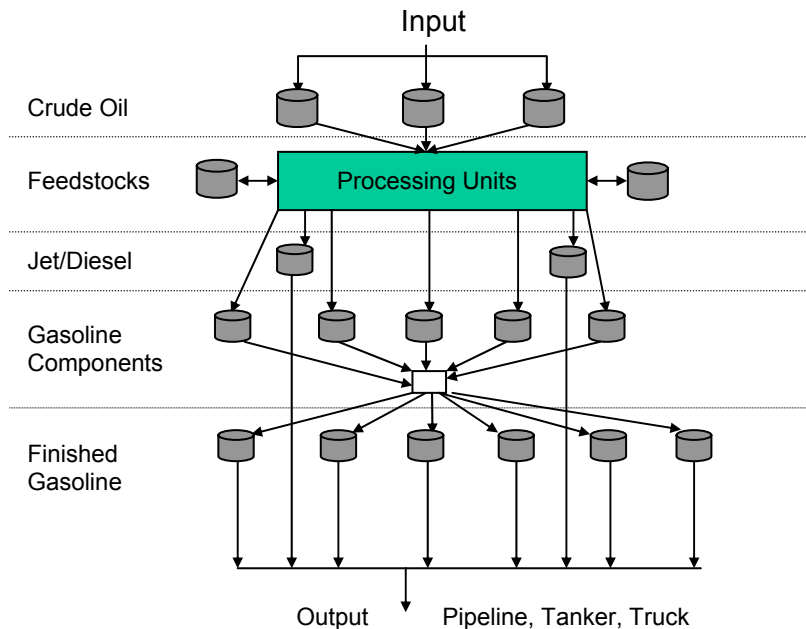 Input
Crude Oil
Feedstocks
Processing Units
Jet/Diesel
Gasoline
Components
Finished
Gasoline
Output
Pipeline, Tanker, Truck